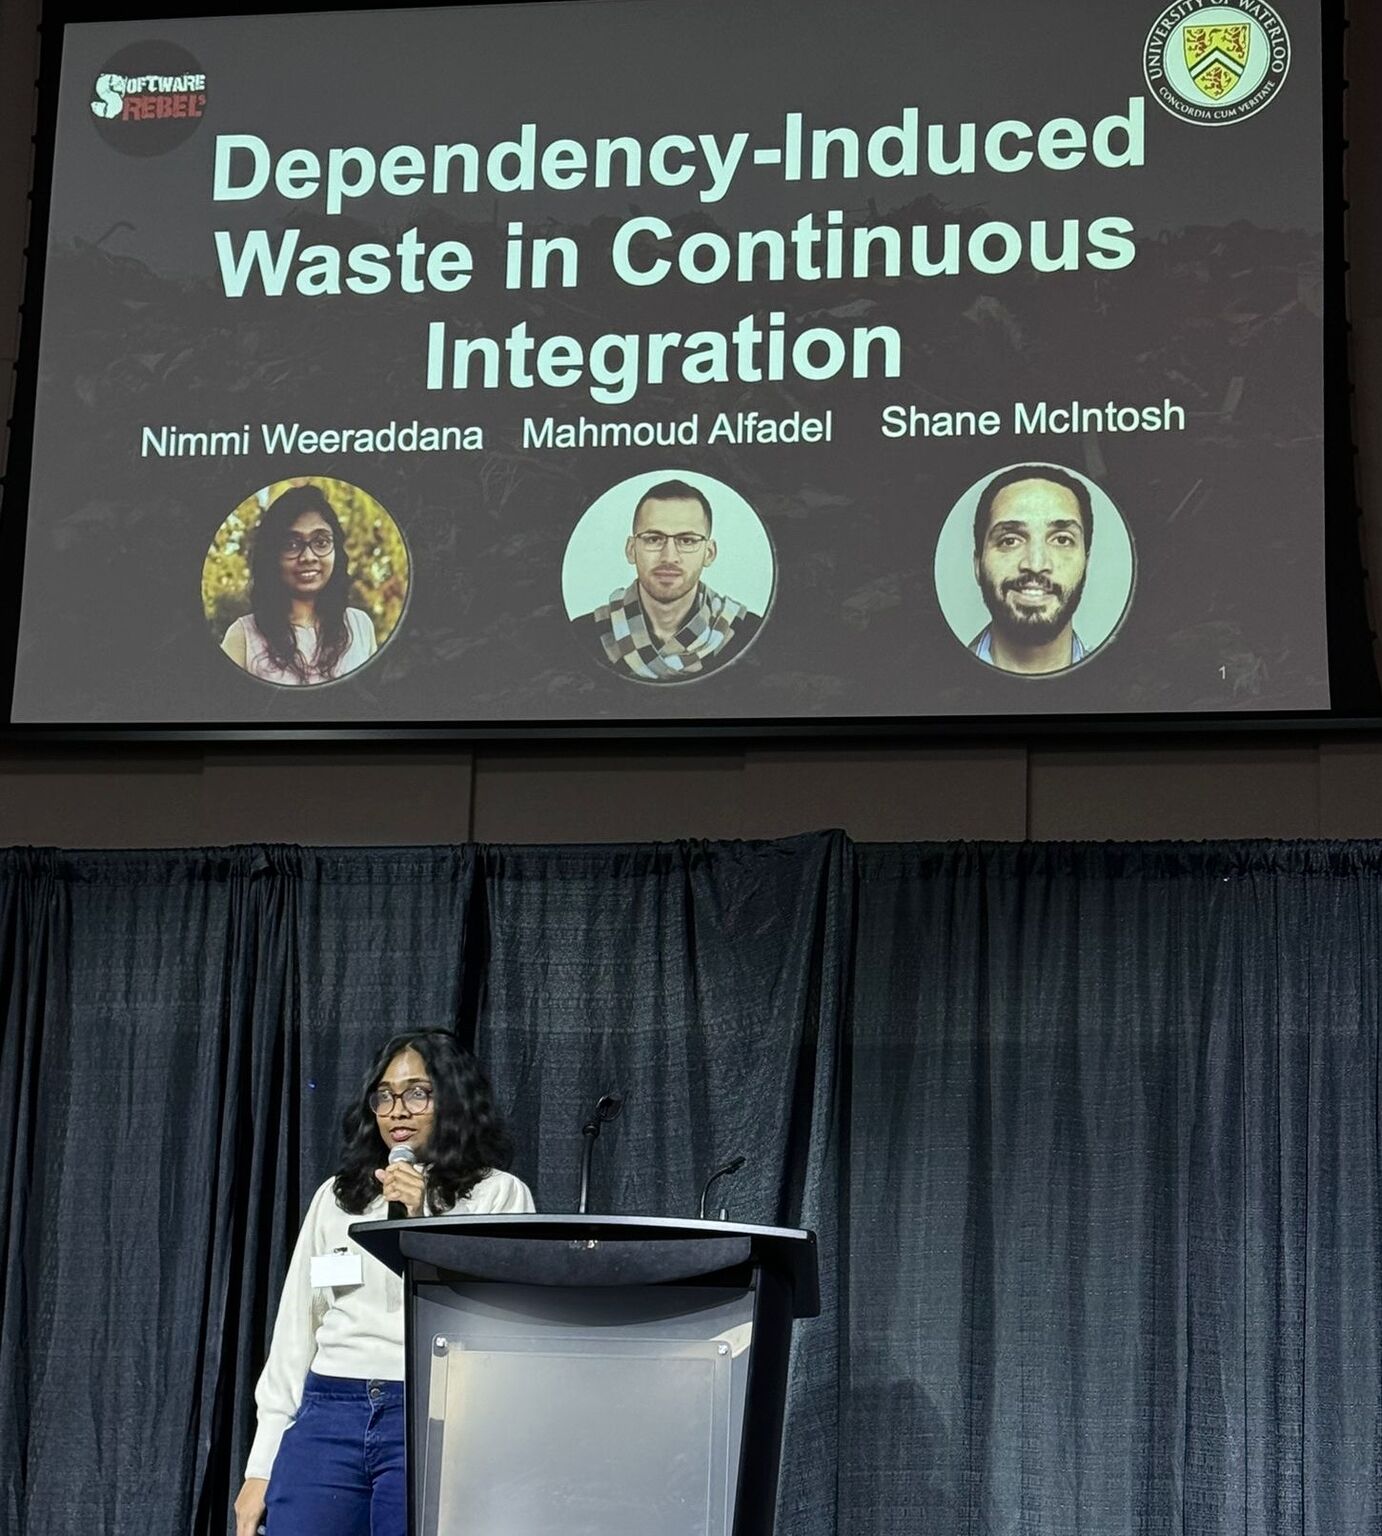 SOFTWARE
REBELS
UNIVERSITY OF WATERLOO
CONCORDIA CUM VERITATE
Dependency-Induced
Waste in Continuous
Integration
Nimmi Weeraddana Mahmoud Alfadel Shane McIntosh
1